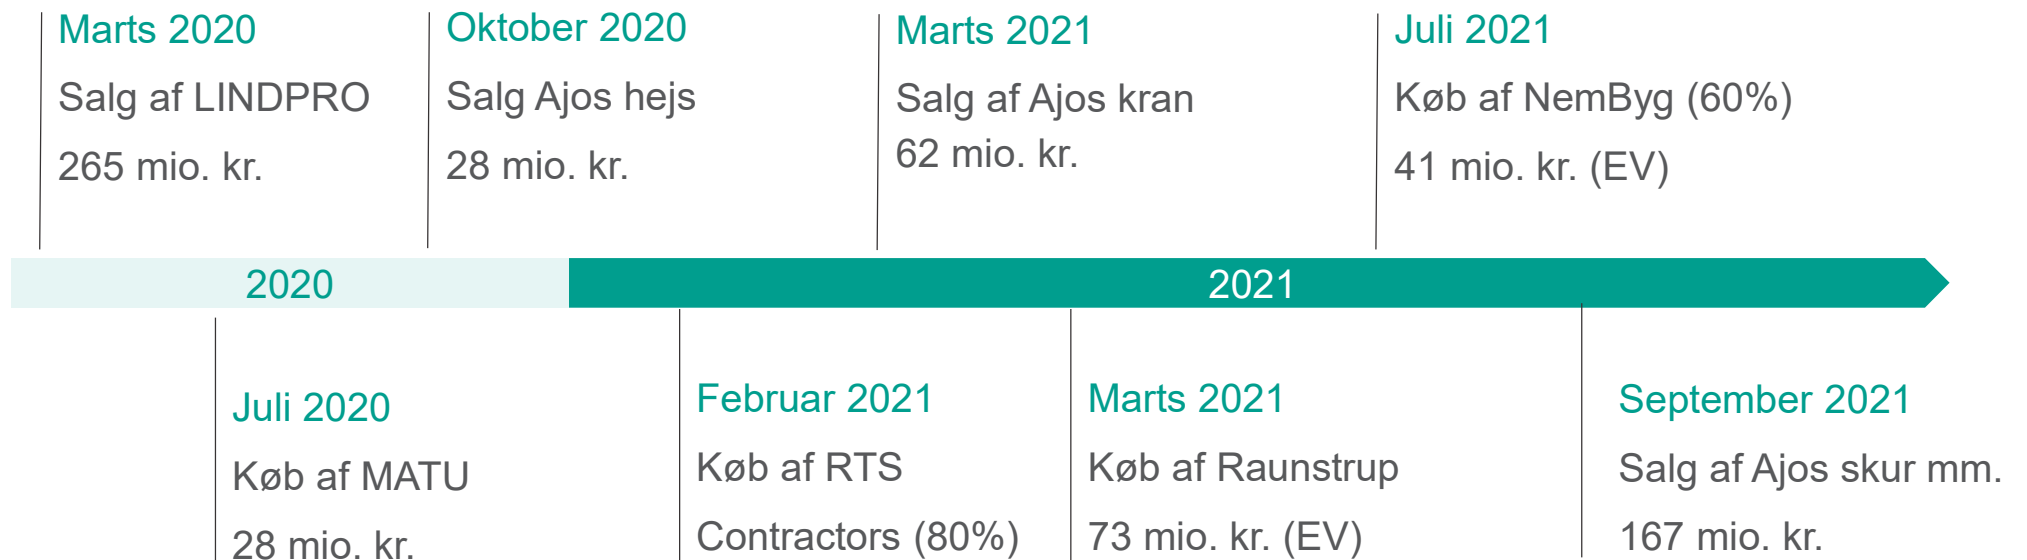 Marts 2020
Salg af LINDPRO
265 mio. kr.
Oktober 2020
Salg Ajos hejs
28 mio. kr.
Marts 2021
Salg af Ajos kran
62 mio. kr.
Juli 2021
Køb af NemByg (60%)
41 mio. kr. (EV)
2020
2021
Juli 2020
Køb af MATU
28 mio. kr.
Februar 2021
Køb af RTS
Contractors (80%)
Marts 2021
Køb af Raunstrup
73 mio. kr. (EV)
September 2021
Salg af Ajos skur mm.
167 mio. kr.